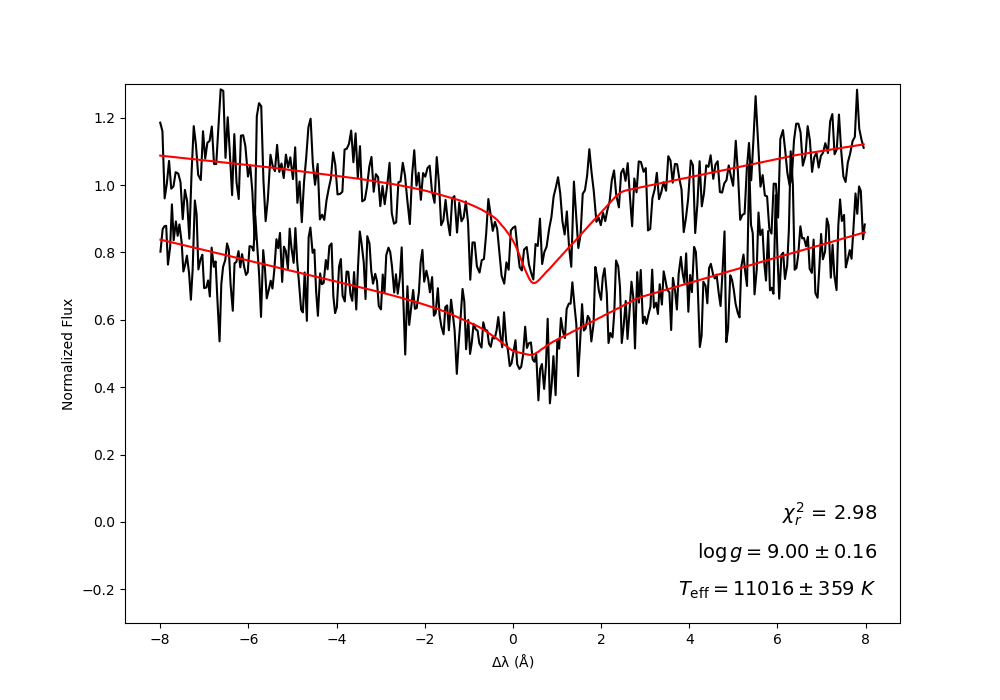 1.2
1.0
0.8
0.6
0.4
0.2
0.0
−0.2
Normalized Flux
χ²ᵣ = 2.98
log g = 9.00 ± 0.16
T_eff = 11016 ± 359 K
−8 −6 −4 −2 0 2 4 6 8
Δλ (Å)